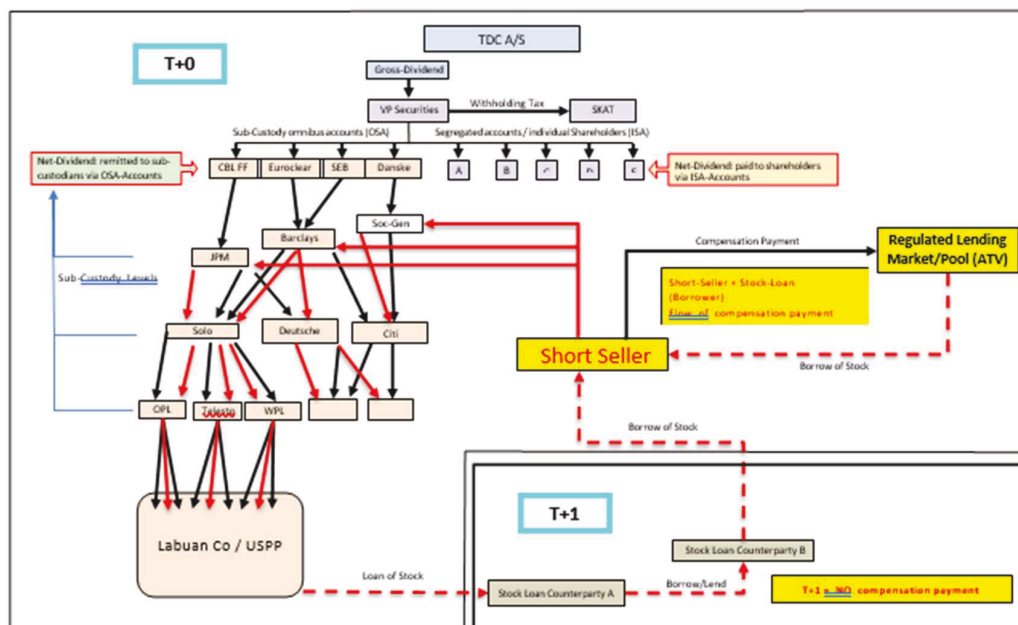 TDC A/S
T+0
Gross-Dividend
VP Securities
Withholding Tax
SKAT
Sub-Custody omnibus accounts (OSA)
Segregated accounts / individual Shareholders (ISA)
Net-Dividend: remitted to sub-
custodians via OSA-Accounts
CBL FF
Euroclear
SEB
Danske
A
B
C
D
Net-Dividend: paid to shareholders
via ISA-Accounts
Soc-Gen
Barclays
JPM
Compensation Payment
Regulated Lending
Market/Pool (ATV)
Sub-Custody Levels
Short-Seller + Stock-Loan
(Borrower)
flow of compensation payment
Solo
Deutsche
Citi
Short Seller
Borrow of Stock
OPL
Telesto
WPL
Borrow of Stock
T+1
Labuan Co / USPP
Stock Loan Counterparty B
Loan of Stock
Borrow/Lend
Stock Loan Counterparty A
T+1 = NO compensation payment